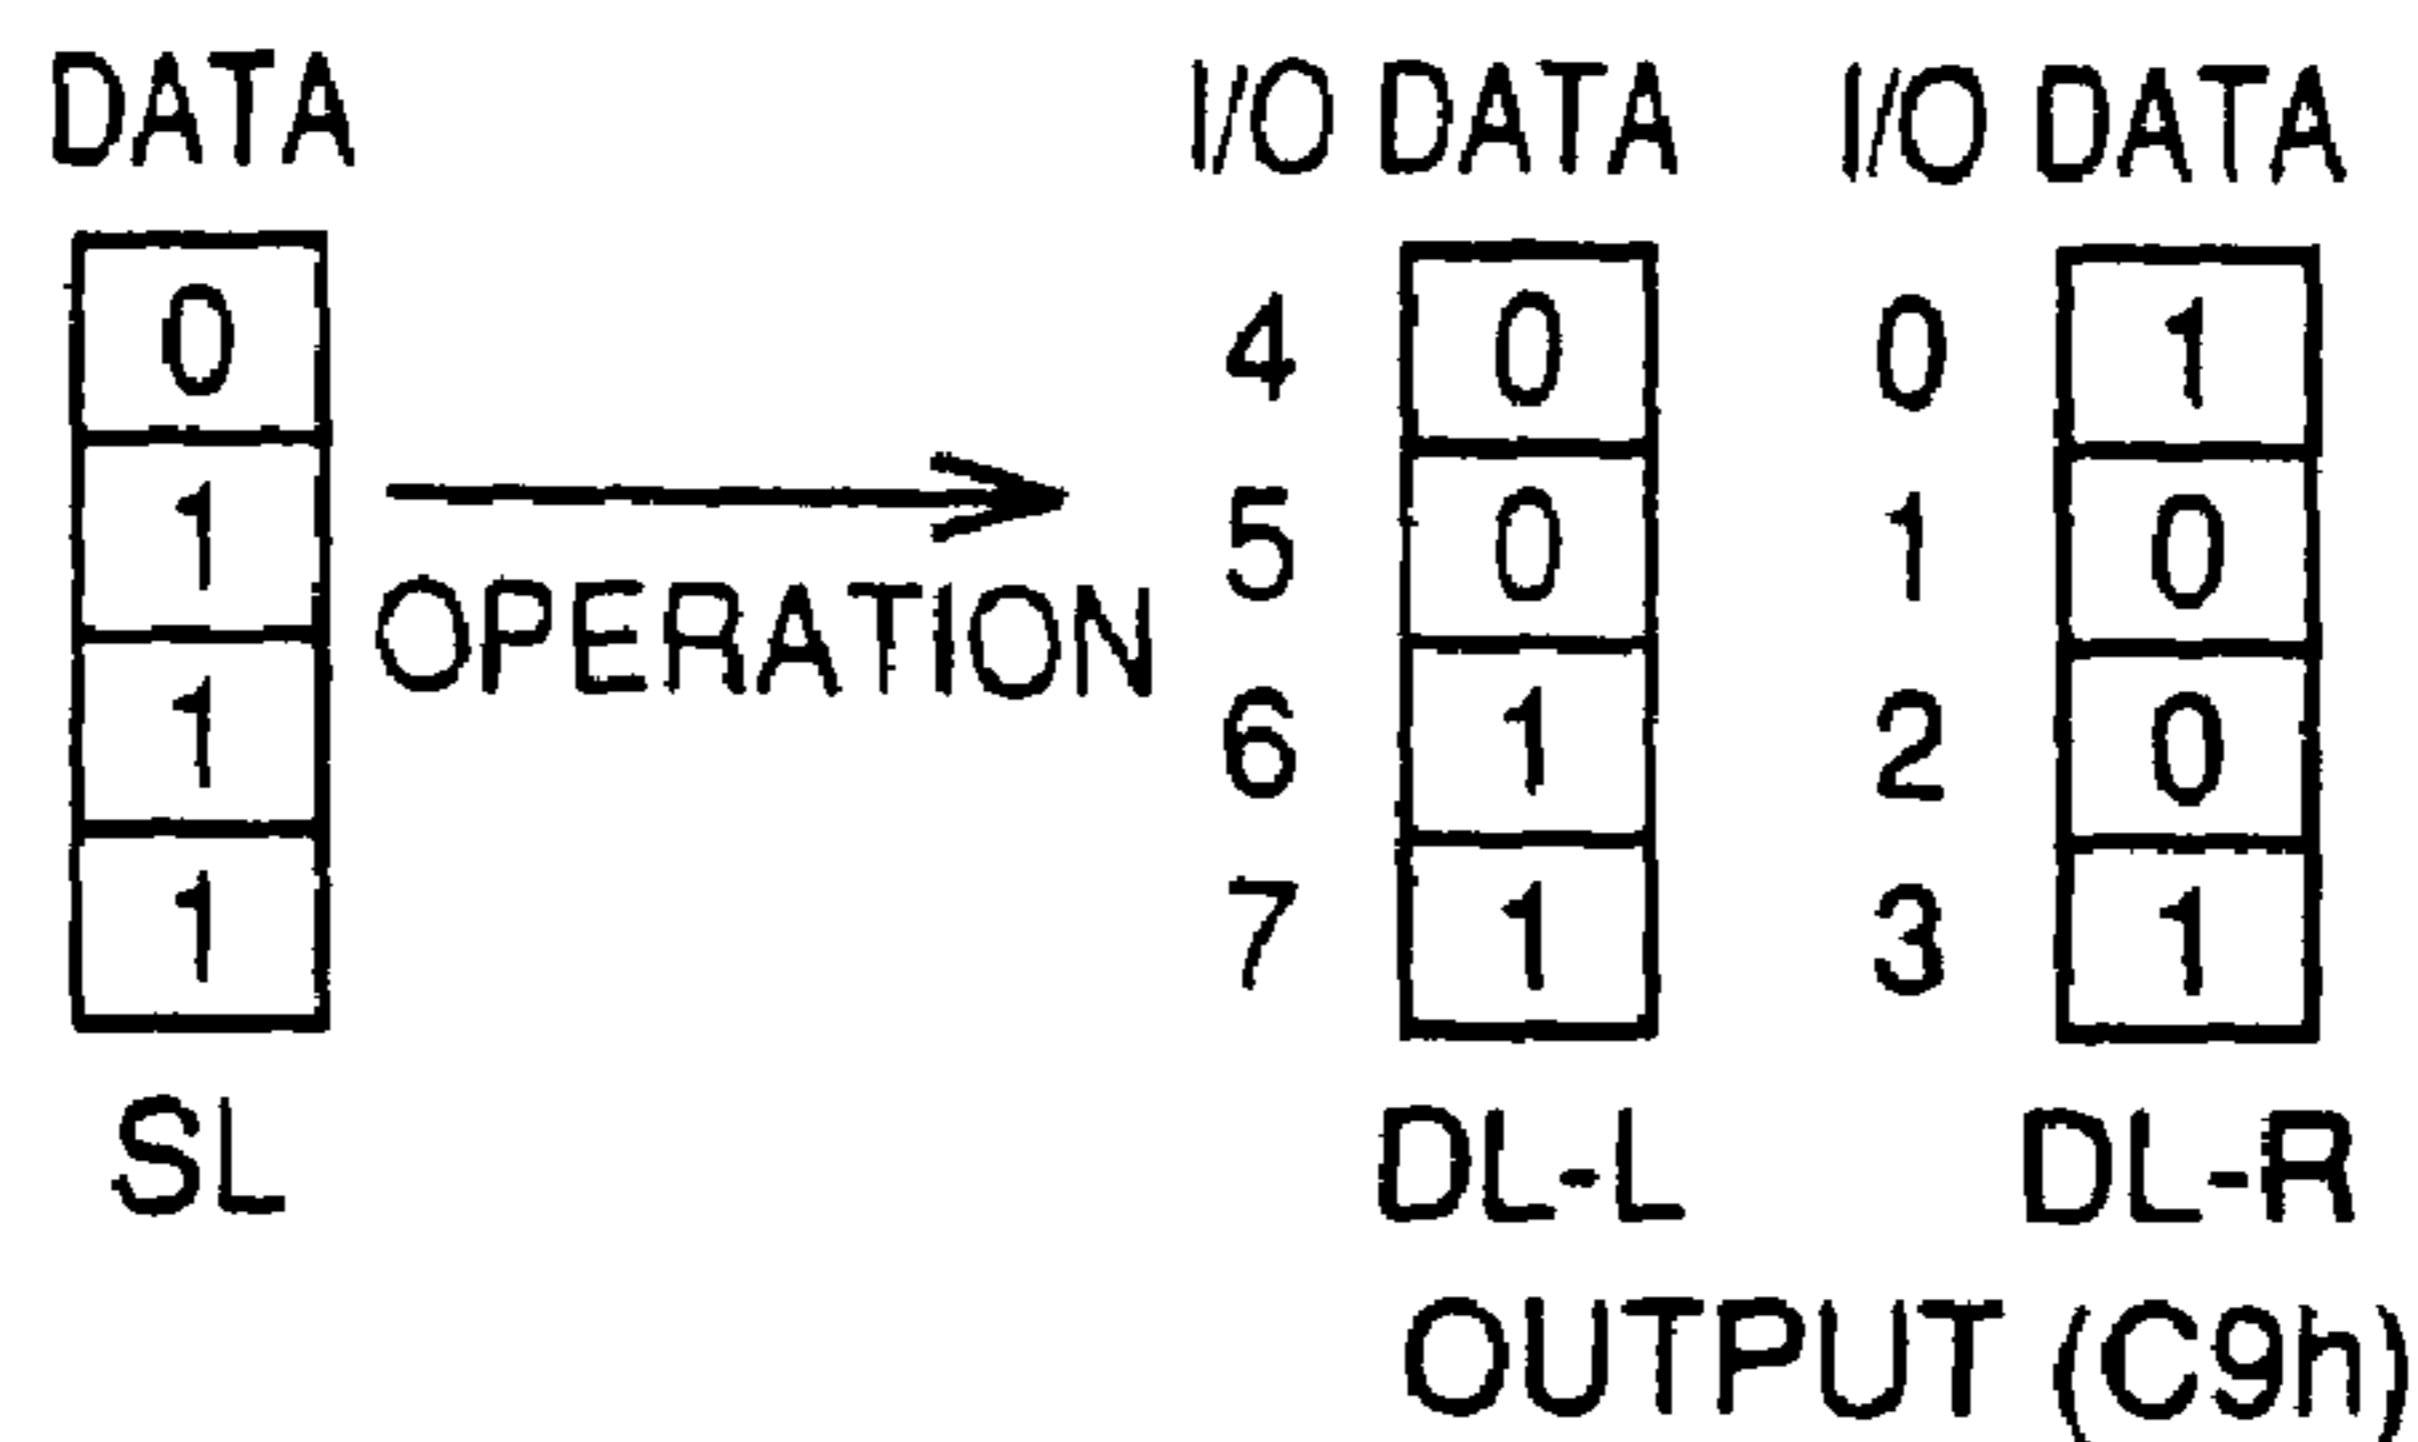 DATA I/O DATA I/O DATA
0 4 0 0 1
1 5 0 1 0
OPERATION
1 6 1 2 0
1 7 1 3 1
SL DL-L DL-R
OUTPUT (C9h)